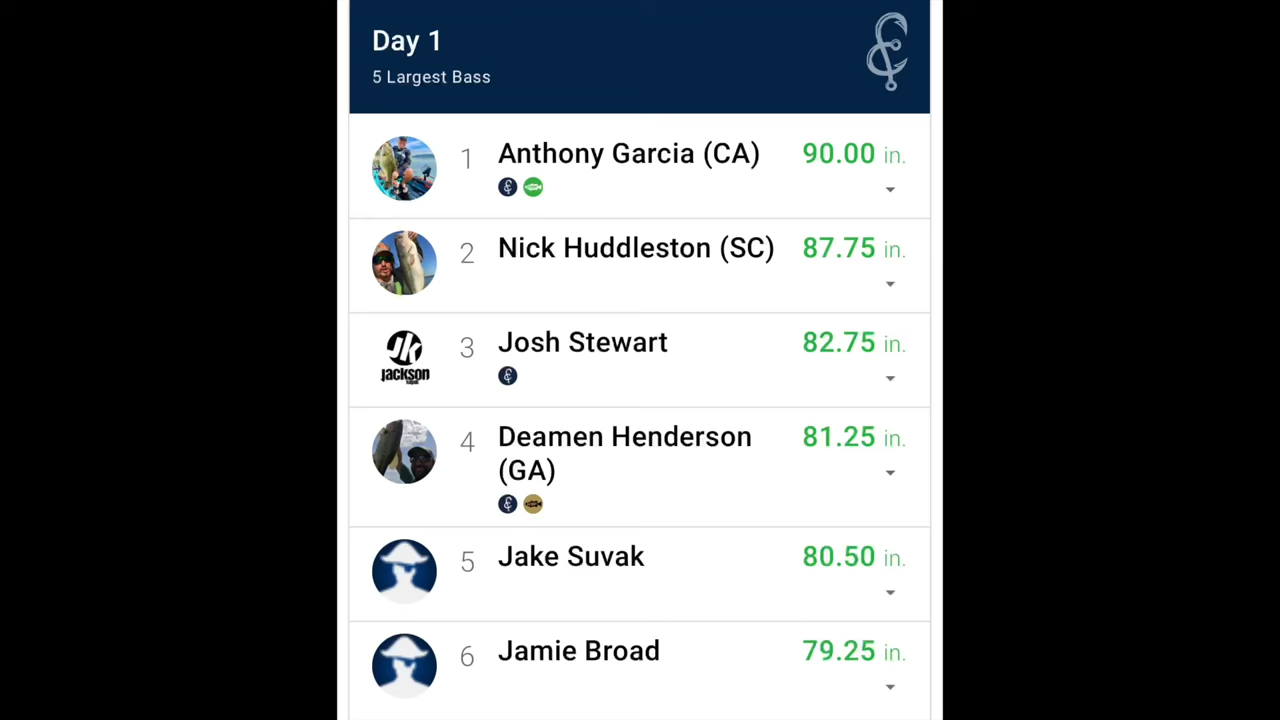 Day 1
5 Largest Bass
1 Anthony Garcia (CA) 90.00 in.
2 Nick Huddleston (SC) 87.75 in.
3 Josh Stewart 82.75 in.
JK
Jackson
4 Deamen Henderson 81.25 in.
(GA)
5 Jake Suvak 80.50 in.
6 Jamie Broad 79.25 in.